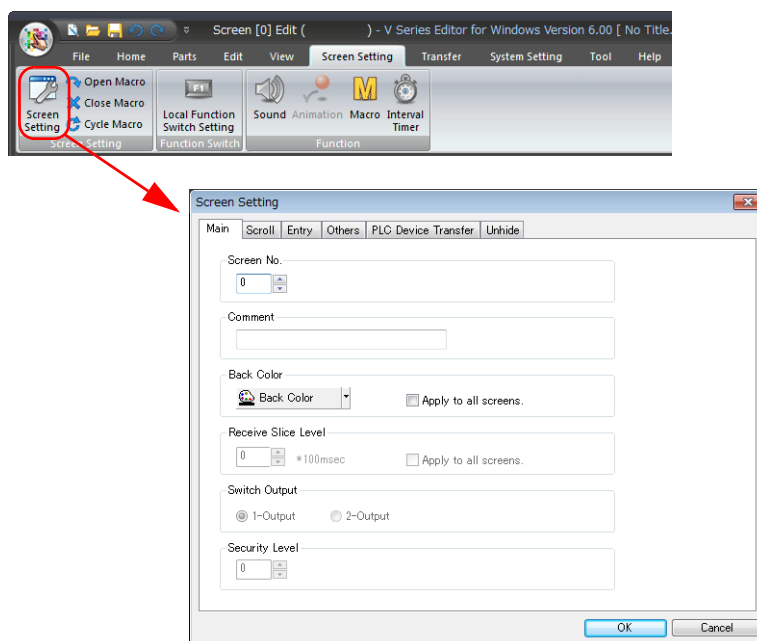 Screen [0] Edit (          ) - V Series Editor for Windows Version 6.00 [ No Title.
File Home Parts Edit View Screen Setting Transfer System Setting Tool Help
Screen Setting
Open Macro
Close Macro
Cycle Macro
Screen Setting
F1
Local Function Switch Setting
Function Switch
Sound Animation Macro Interval Timer
Function
Screen Setting
Main Scroll Entry Others PLC Device Transfer Unhide
Screen No.
0
Comment
Back Color
Back Color Apply to all screens.
Receive Slice Level
0 *100msec Apply to all screens.
Switch Output
1-Output 2-Output
Security Level
0
OK Cancel